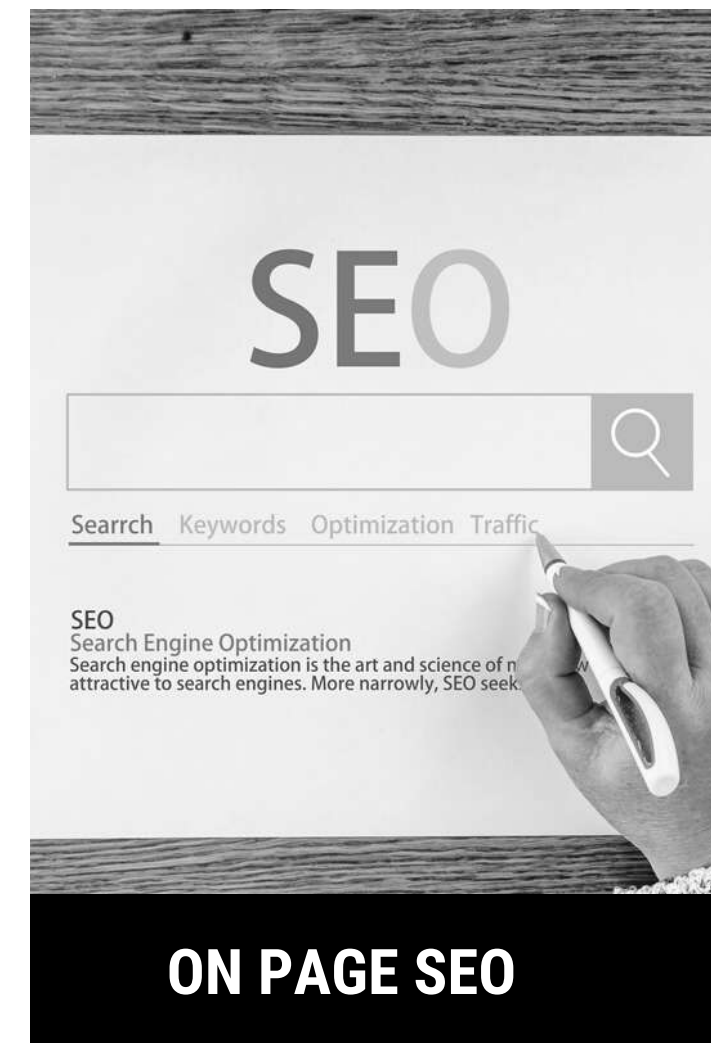 SEO
Searrch Keywords Optimization Traffic
SEO
Search Engine Optimization
Search engine optimization is the art and science of
attractive to search engines. More narrowly, SEO
ON PAGE SEO